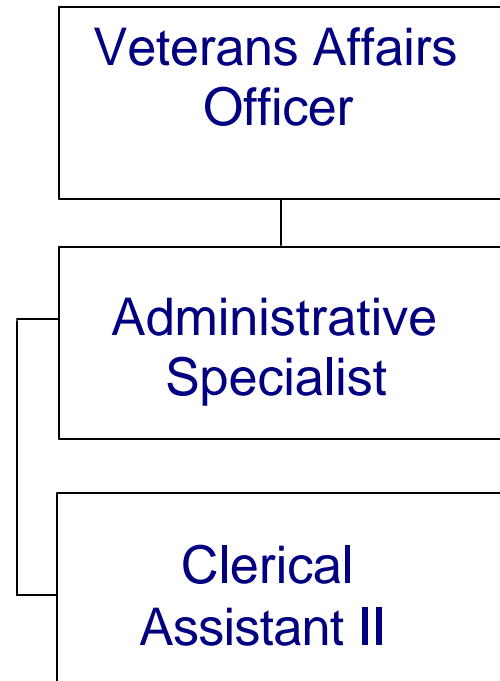 Veterans Affairs
Officer
Administrative
Specialist
Clerical
Assistant II